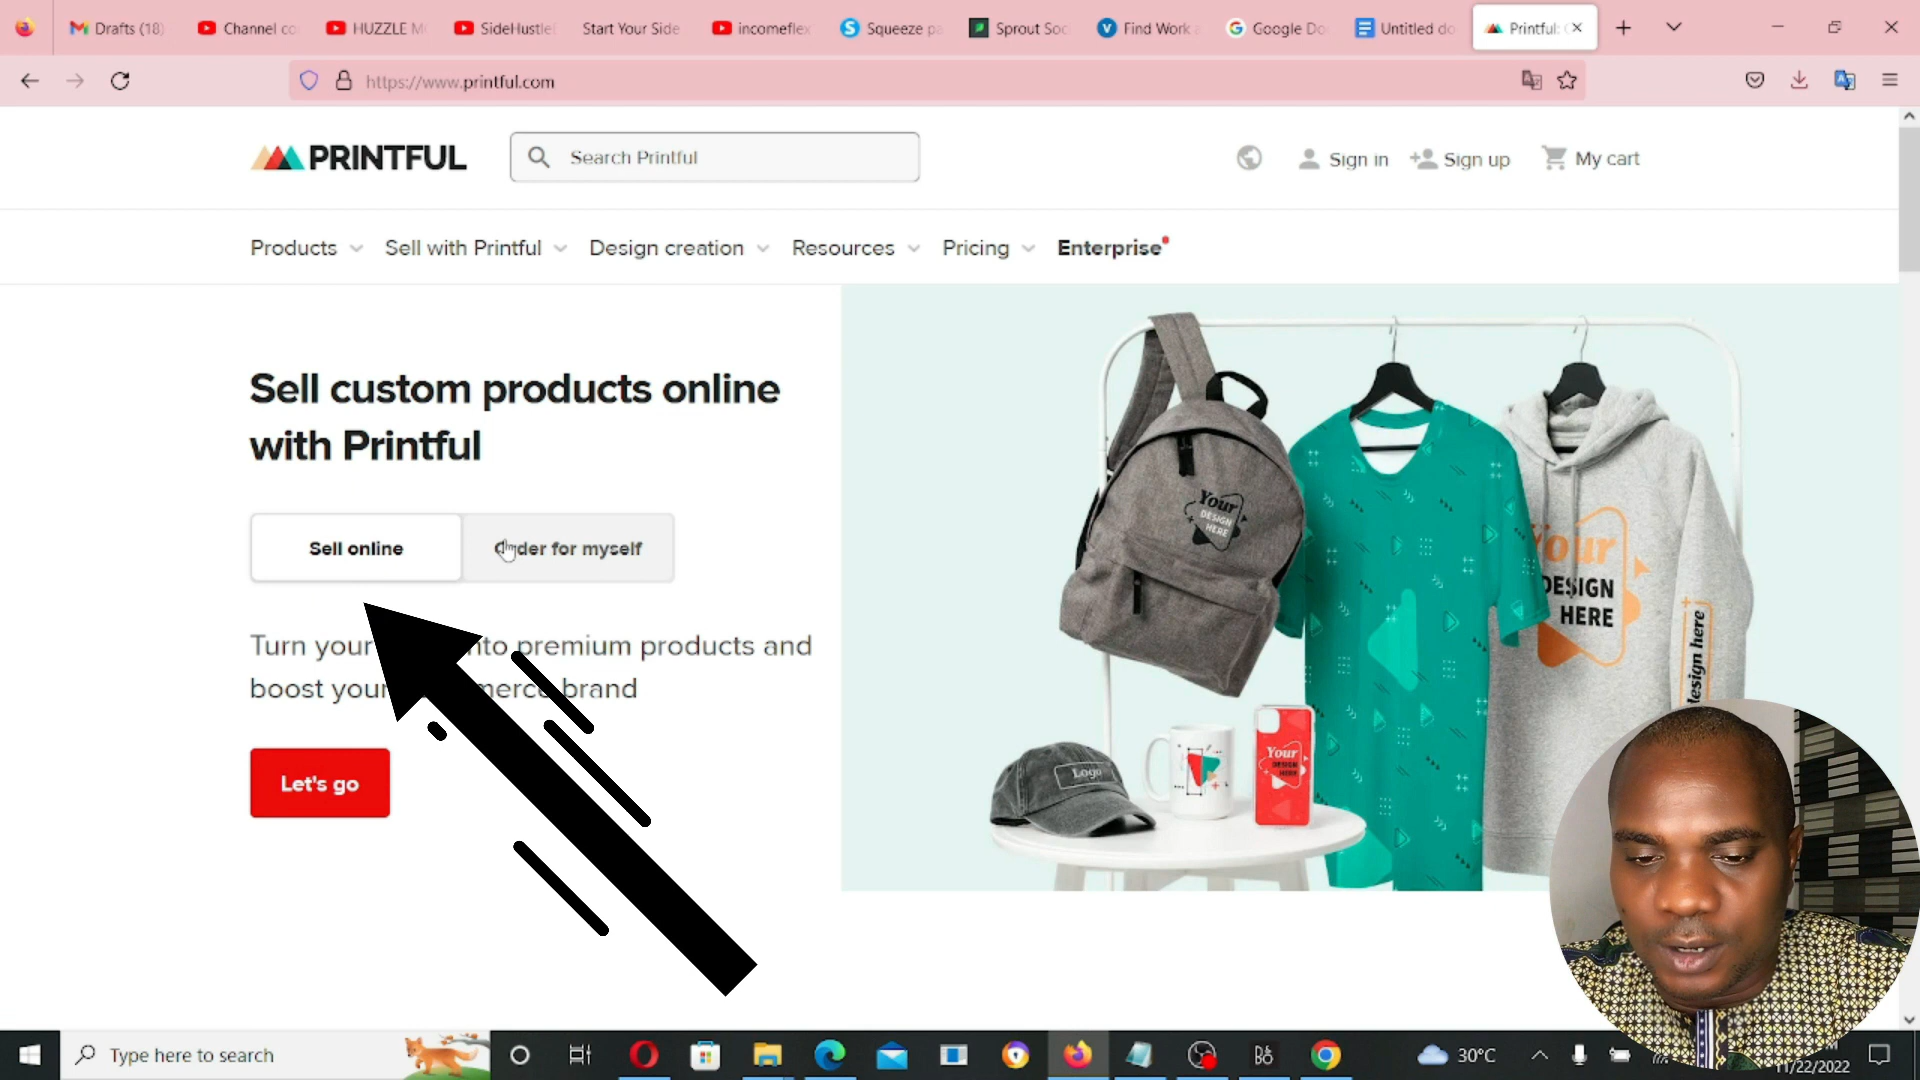 Drafts (18)
Channel co
HUZZLE M
SideHustle
Start Your Side
incomeflex
Squeeze pa
Sprout Soc
Find Work a
Google Do
Untitled do
Printful:
https://www.printful.com
PRINTFUL
Search Printful
Sign in
Sign up
My cart
Products
Sell with Printful
Design creation
Resources
Pricing
Enterprise
Sell custom products online
with Printful
Sell online
Order for myself
Turn your into premium products and
boost your brand
Let's go
Your
DESIGN
HERE
Your
DESIGN
HERE
design here
Logo
Your
DESIGN
HERE
Type here to search
30°C
11/22/2022